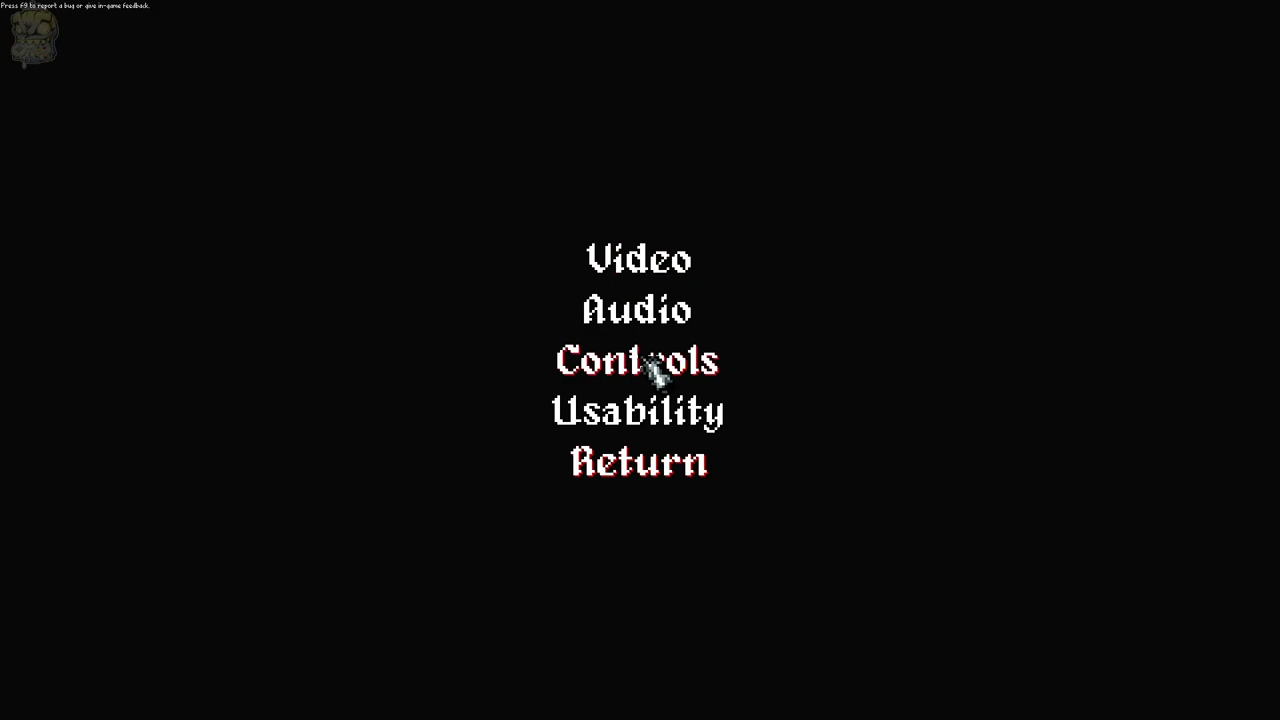 Press F9 to report a bug or give in-game feedback.
Video
Audio
Controls
Usability
Return